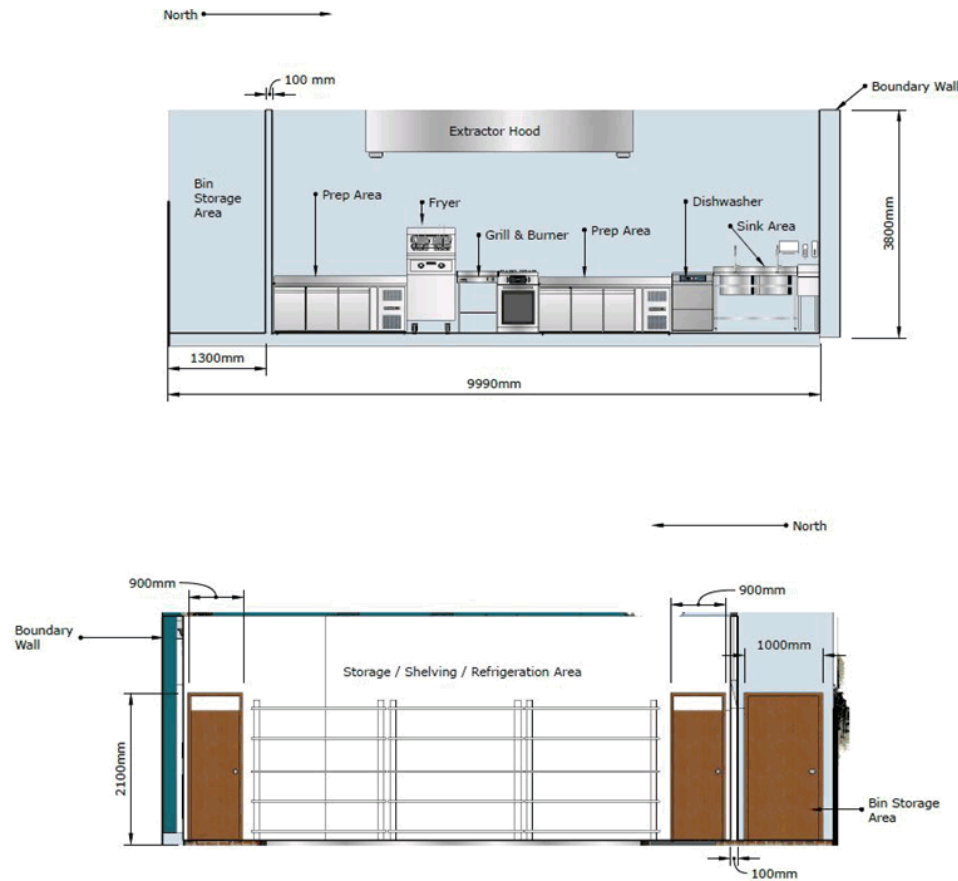 North
100 mm
Boundary Wall
Extractor Hood
Bin
Storage
Area
Prep Area
Fryer
Grill & Burner
Prep Area
Dishwasher
Sink Area
3800mm
1300mm
9990mm
North
900mm
900mm
Boundary
Wall
1000mm
Storage / Shelving / Refrigeration Area
2100mm
Bin Storage
Area
100mm